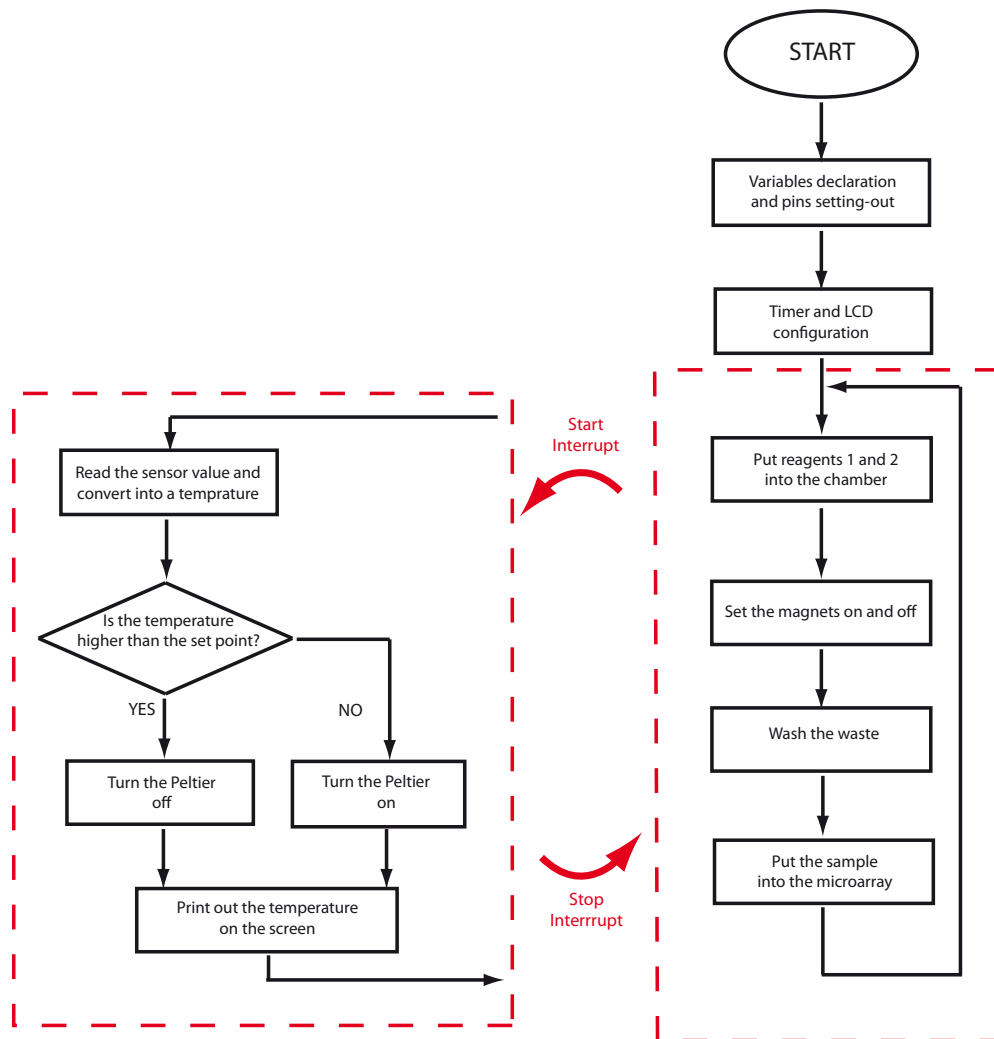 START
Variables declaration
and pins setting-out
Timer and LCD
configuration
Start
Interrupt
Read the sensor value and
convert into a temprature
Put reagents 1 and 2
into the chamber
Is the temperature
higher than the set point?
Set the magnets on and off
YES
NO
Wash the waste
Turn the Peltier
off
Turn the Peltier
on
Put the sample
into the microarray
Stop
Interrrupt
Print out the temperature
on the screen